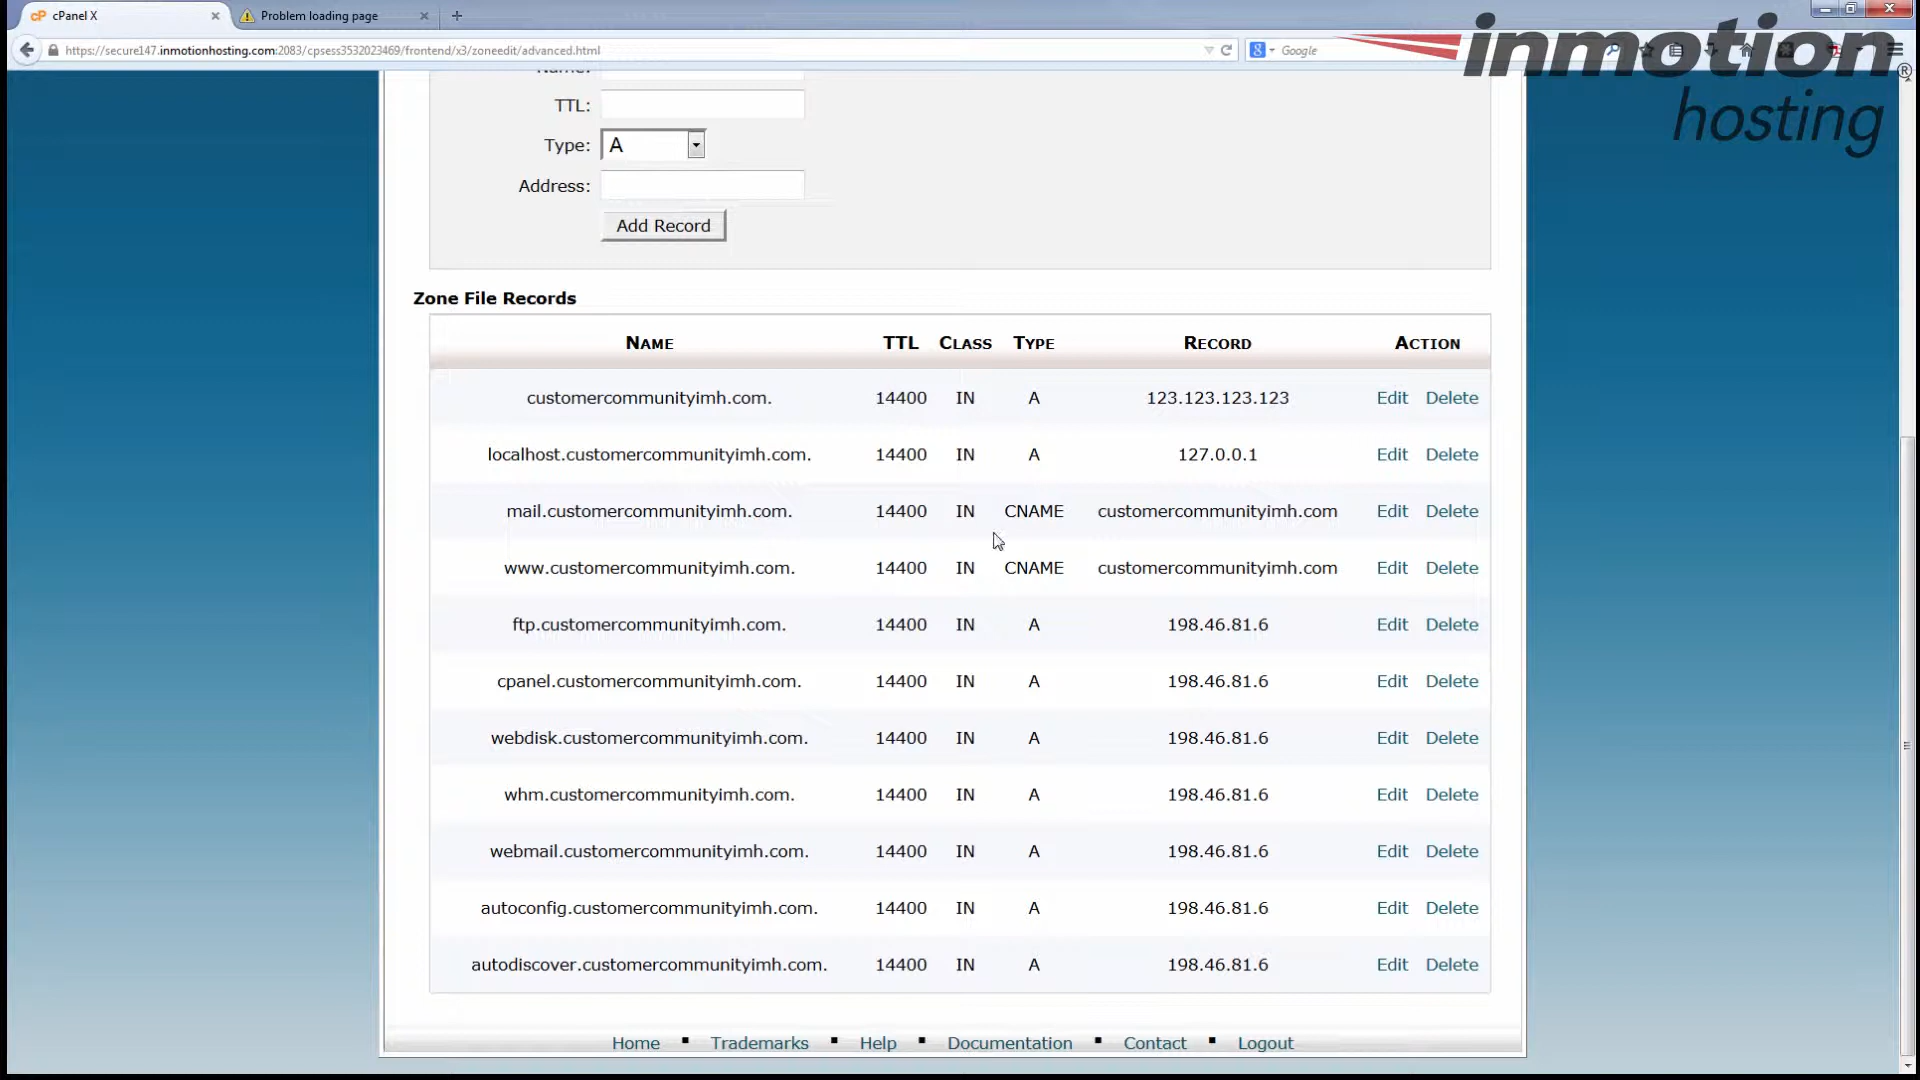 cPanel X
Problem loading page
https://secure147.inmotionhosting.com:2083/cpsess3532023469/frontend/x3/zoneedit/advanced.html
Google
inmotion
hosting
®
Name:
TTL:
Type: A
Address:
Add Record
Zone File Records
NAME TTL CLASS TYPE RECORD ACTION
customercommunityimh.com. 14400 IN A 123.123.123.123 Edit Delete
localhost.customercommunityimh.com. 14400 IN A 127.0.0.1 Edit Delete
mail.customercommunityimh.com. 14400 IN CNAME customercommunityimh.com Edit Delete
www.customercommunityimh.com. 14400 IN CNAME customercommunityimh.com Edit Delete
ftp.customercommunityimh.com. 14400 IN A 198.46.81.6 Edit Delete
cpanel.customercommunityimh.com. 14400 IN A 198.46.81.6 Edit Delete
webdisk.customercommunityimh.com. 14400 IN A 198.46.81.6 Edit Delete
whm.customercommunityimh.com. 14400 IN A 198.46.81.6 Edit Delete
webmail.customercommunityimh.com. 14400 IN A 198.46.81.6 Edit Delete
autoconfig.customercommunityimh.com. 14400 IN A 198.46.81.6 Edit Delete
autodiscover.customercommunityimh.com. 14400 IN A 198.46.81.6 Edit Delete
Home ▪ Trademarks ▪ Help ▪ Documentation ▪ Contact ▪ Logout